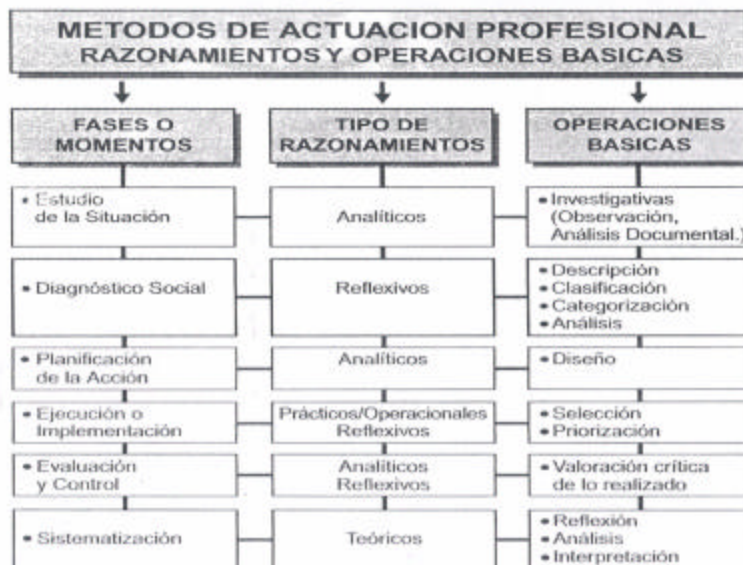 METODOS DE ACTUACION PROFESIONAL
RAZONAMIENTOS Y OPERACIONES BASICAS
FASES O
MOMENTOS
TIPO DE
RAZONAMIENTOS
OPERACIONES
BASICAS
• Estudio
de la Situación
Analíticos
• Investigativas
(Observación,
Análisis Documental.)
• Diagnóstico Social
Reflexivos
• Descripción
• Clasificación
• Categorización
• Análisis
• Planificación
de la Acción
Analíticos
• Diseño
• Ejecución o
Implementación
Prácticos/Operacionales
Reflexivos
• Selección
• Priorización
• Evaluación
y Control
Analíticos
Reflexivos
• Valoración crítica
de lo realizado
• Sistematización
Teóricos
• Reflexión
• Análisis
• Interpretación